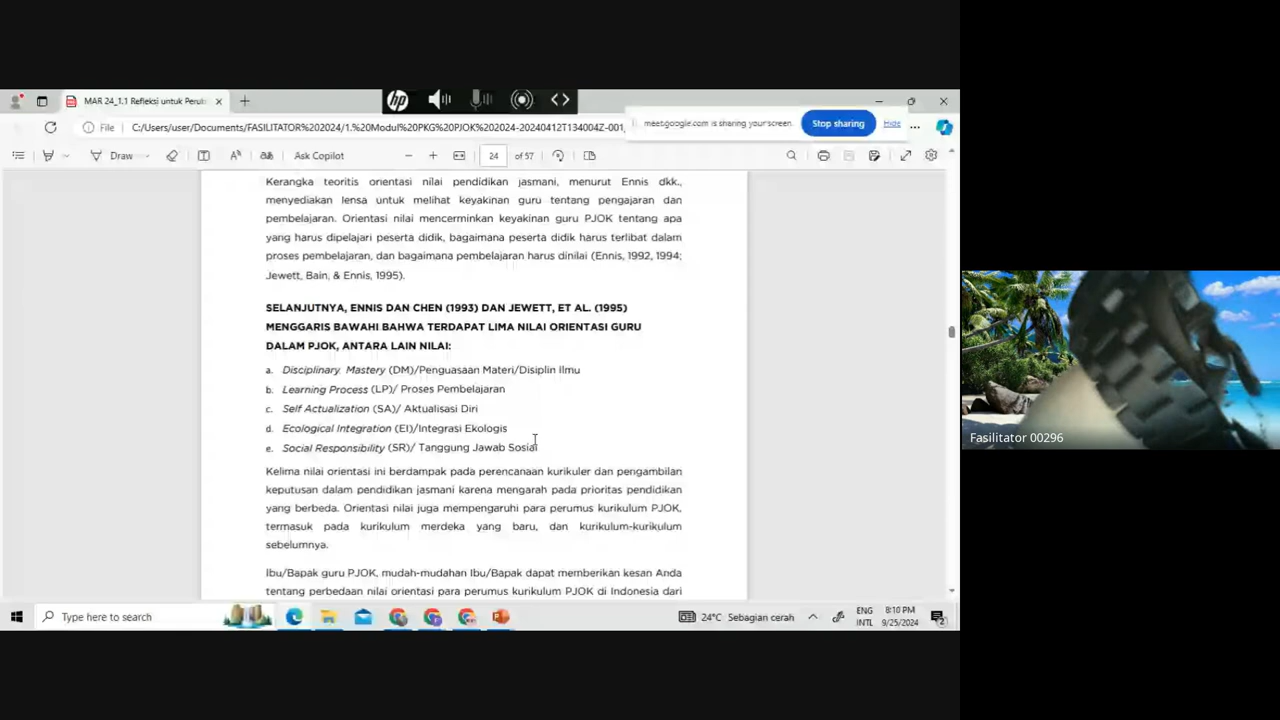 MAR 24_1.1 Refleksi untuk Perub
File C:/Users/user/Documents/FASILITATOR%202024/1.%20Modul%20PKG%20PJOK%202024-20240412T134004Z-001,
meet.google.com is sharing your screen. Stop sharing Hide
Draw Ask Copilot 24 of 57
Kerangka teoritis orientasi nilai pendidikan jasmani, menurut Ennis dkk.,
menyediakan lensa untuk melihat keyakinan guru tentang pengajaran dan
pembelajaran. Orientasi nilai mencerminkan keyakinan guru PJOK tentang apa
yang harus dipelajari peserta didik, bagaimana peserta didik harus terlibat dalam
proses pembelajaran, dan bagaimana pembelajaran harus dinilai (Ennis, 1992, 1994;
Jewett, Bain, & Ennis, 1995).
SELANJUTNYA, ENNIS DAN CHEN (1993) DAN JEWETT, ET AL. (1995)
MENGGARIS BAWAHI BAHWA TERDAPAT LIMA NILAI ORIENTASI GURU
DALAM PJOK, ANTARA LAIN NILAI:
a. Disciplinary Mastery (DM)/Penguasaan Materi/Disiplin Ilmu
b. Learning Process (LP)/ Proses Pembelajaran
c. Self Actualization (SA)/ Aktualisasi Diri
d. Ecological Integration (EI)/Integrasi Ekologis
e. Social Responsibility (SR)/ Tanggung Jawab Sosial
Kelima nilai orientasi ini berdampak pada perencanaan kurikuler dan pengambilan
keputusan dalam pendidikan jasmani karena mengarah pada prioritas pendidikan
yang berbeda. Orientasi nilai juga mempengaruhi para perumus kurikulum PJOK,
termasuk pada kurikulum merdeka yang baru, dan kurikulum-kurikulum
sebelumnya.
Ibu/Bapak guru PJOK, mudah-mudahan Ibu/Bapak dapat memberikan kesan Anda
tentang perbedaan nilai orientasi para perumus kurikulum PJOK di Indonesia dari
Fasilitator 00296
Type here to search
24°C Sebagian cerah
ENG
INTL
8:10 PM
9/25/2024
2